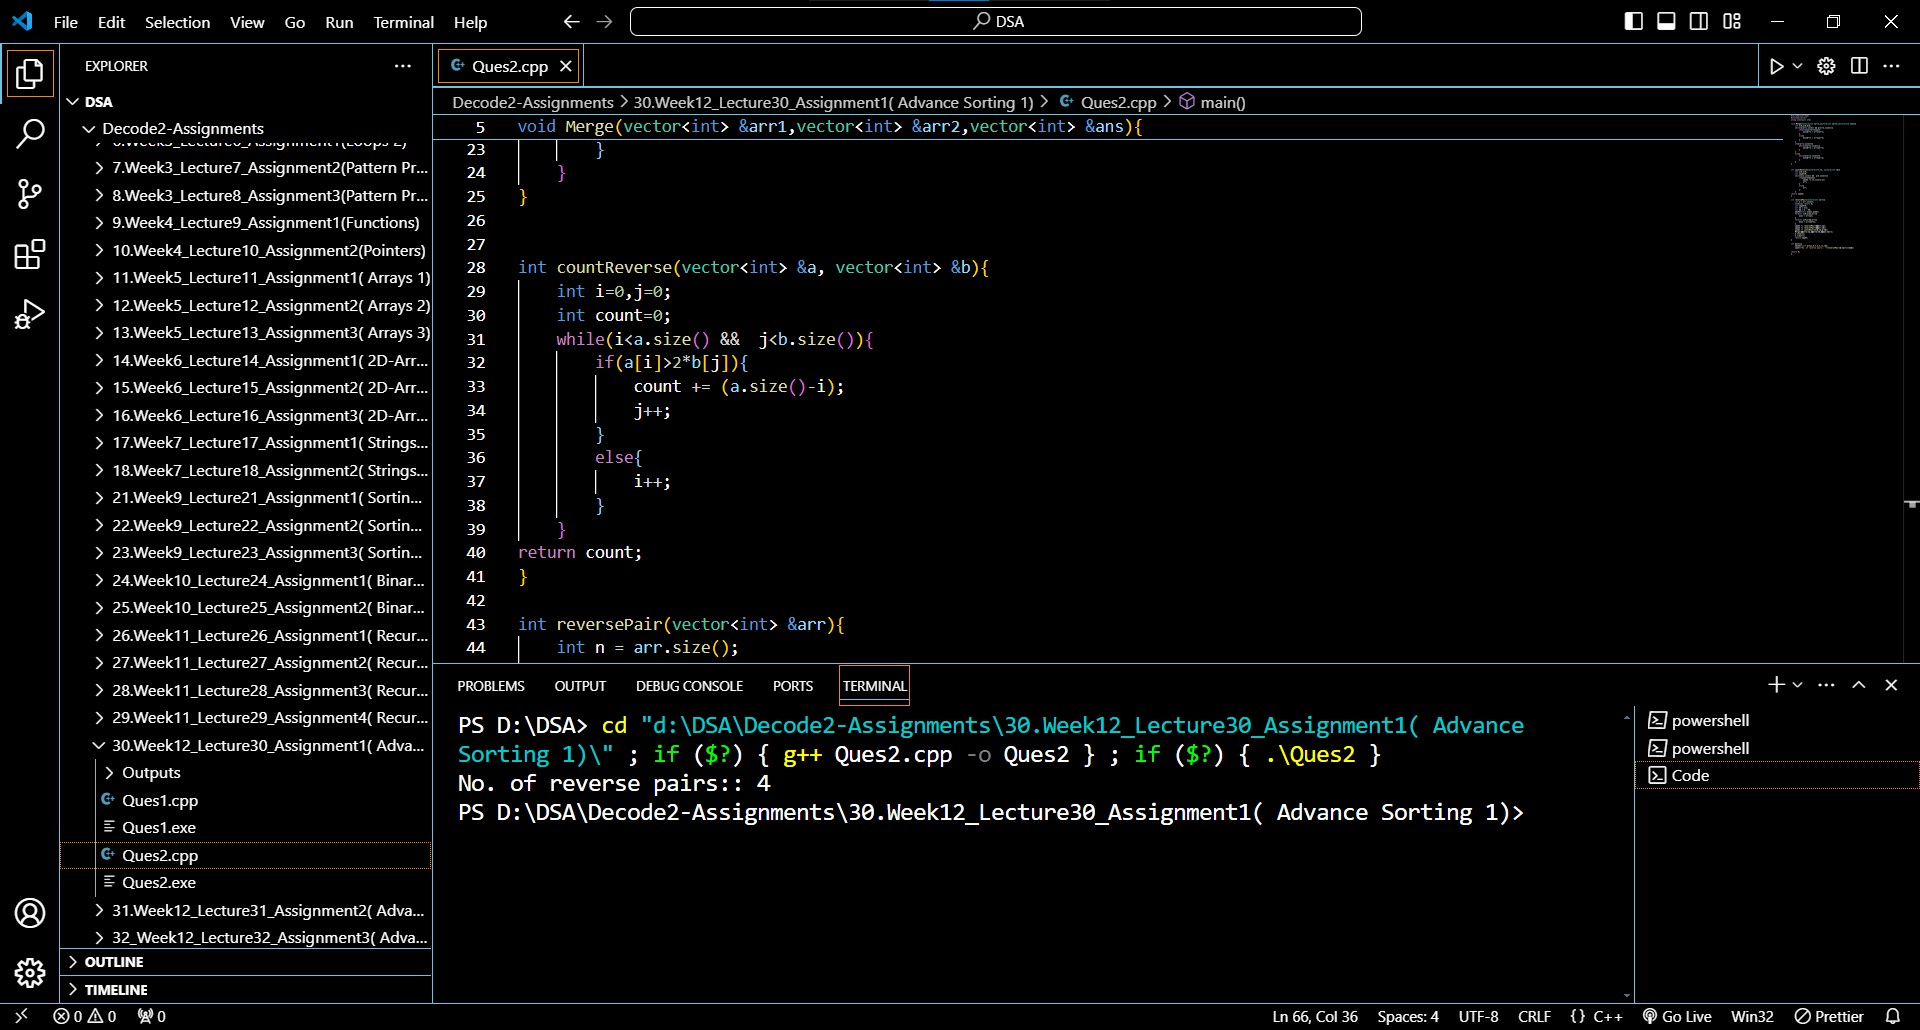 File Edit Selection View Go Run Terminal Help
DSA
EXPLORER
DSA
Decode2-Assignments
7.Week3_Lecture7_Assignment2(Pattern Pr...
8.Week3_Lecture8_Assignment3(Pattern Pr...
9.Week4_Lecture9_Assignment1(Functions)
10.Week4_Lecture10_Assignment2(Pointers)
11.Week5_Lecture11_Assignment1( Arrays 1)
12.Week5_Lecture12_Assignment2( Arrays 2)
13.Week5_Lecture13_Assignment3( Arrays 3)
14.Week6_Lecture14_Assignment1( 2D-Arr...
15.Week6_Lecture15_Assignment2( 2D-Arr...
16.Week6_Lecture16_Assignment3( 2D-Arr...
17.Week7_Lecture17_Assignment1( Strings...
18.Week7_Lecture18_Assignment2( Strings...
21.Week9_Lecture21_Assignment1( Sortin...
22.Week9_Lecture22_Assignment2( Sortin...
23.Week9_Lecture23_Assignment3( Sortin...
24.Week10_Lecture24_Assignment1( Binar...
25.Week10_Lecture25_Assignment2( Binar...
26.Week11_Lecture26_Assignment1( Recur...
27.Week11_Lecture27_Assignment2( Recur...
28.Week11_Lecture28_Assignment3( Recur...
29.Week11_Lecture29_Assignment4( Recur...
30.Week12_Lecture30_Assignment1( Adva...
Outputs
Ques1.cpp
Ques1.exe
Ques2.cpp
Ques2.exe
31.Week12_Lecture31_Assignment2( Adva...
32_Week12_Lecture32_Assignment3( Adva...
OUTLINE
TIMELINE
Ques2.cpp
Decode2-Assignments > 30.Week12_Lecture30_Assignment1( Advance Sorting 1) > Ques2.cpp > main()
5 void Merge(vector<int> &arr1,vector<int> &arr2,vector<int> &ans){
23 }
24 }
25 }
26
27
28 int countReverse(vector<int> &a, vector<int> &b){
29 int i=0,j=0;
30 int count=0;
31 while(i<a.size() &&  j<b.size()){
32 if(a[i]>2*b[j]){
33 count += (a.size()-i);
34 j++;
35 }
36 else{
37 i++;
38 }
39 }
40 return count;
41 }
42
43 int reversePair(vector<int> &arr){
44 int n = arr.size();
PROBLEMS OUTPUT DEBUG CONSOLE PORTS TERMINAL
PS D:\DSA> cd "d:\DSA\Decode2-Assignments\30.Week12_Lecture30_Assignment1( Advance
Sorting 1)\" ; if ($?) { g++ Ques2.cpp -o Ques2 } ; if ($?) { .\Ques2 }
No. of reverse pairs:: 4
PS D:\DSA\Decode2-Assignments\30.Week12_Lecture30_Assignment1( Advance Sorting 1)>
powershell
powershell
Code
0 0 0
Ln 66, Col 36 Spaces: 4 UTF-8 CRLF {} C++ Go Live Win32 Prettier